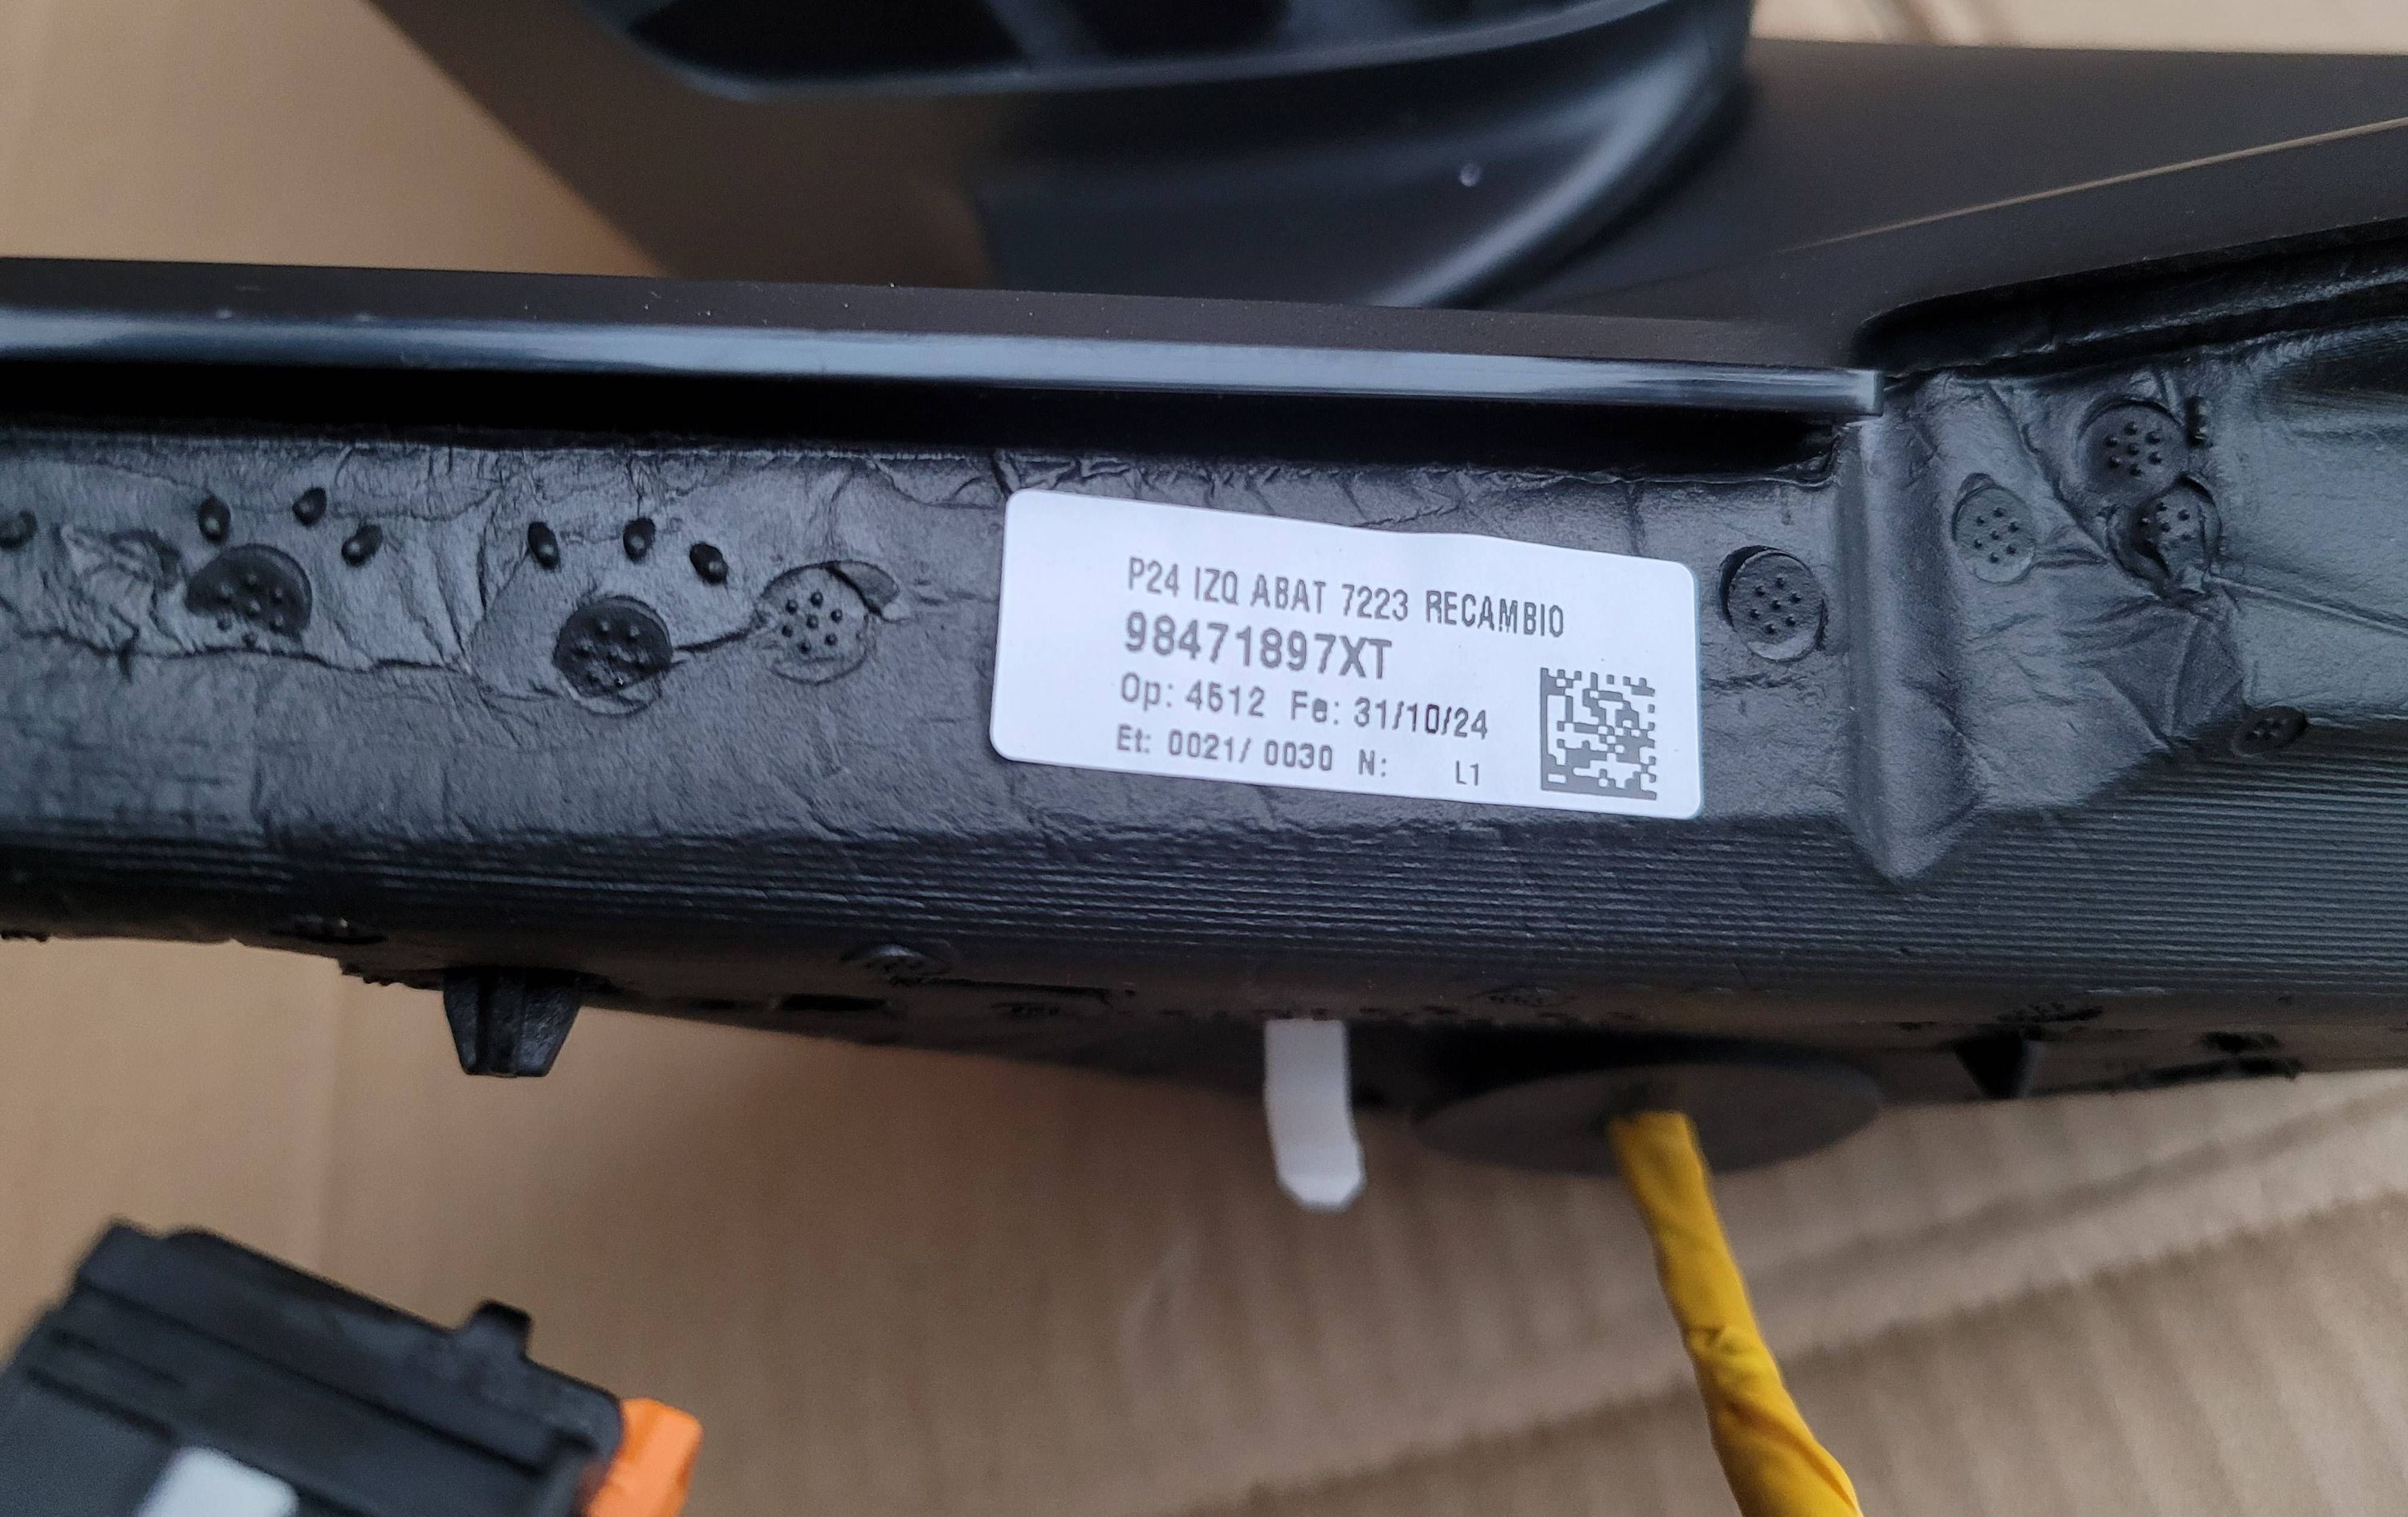 P24 IZQ ABAT 7223 RECAMBIO
98471897XT
Op: 4512 Fe: 31/10/24
Et: 0021/ 0030 N: L1